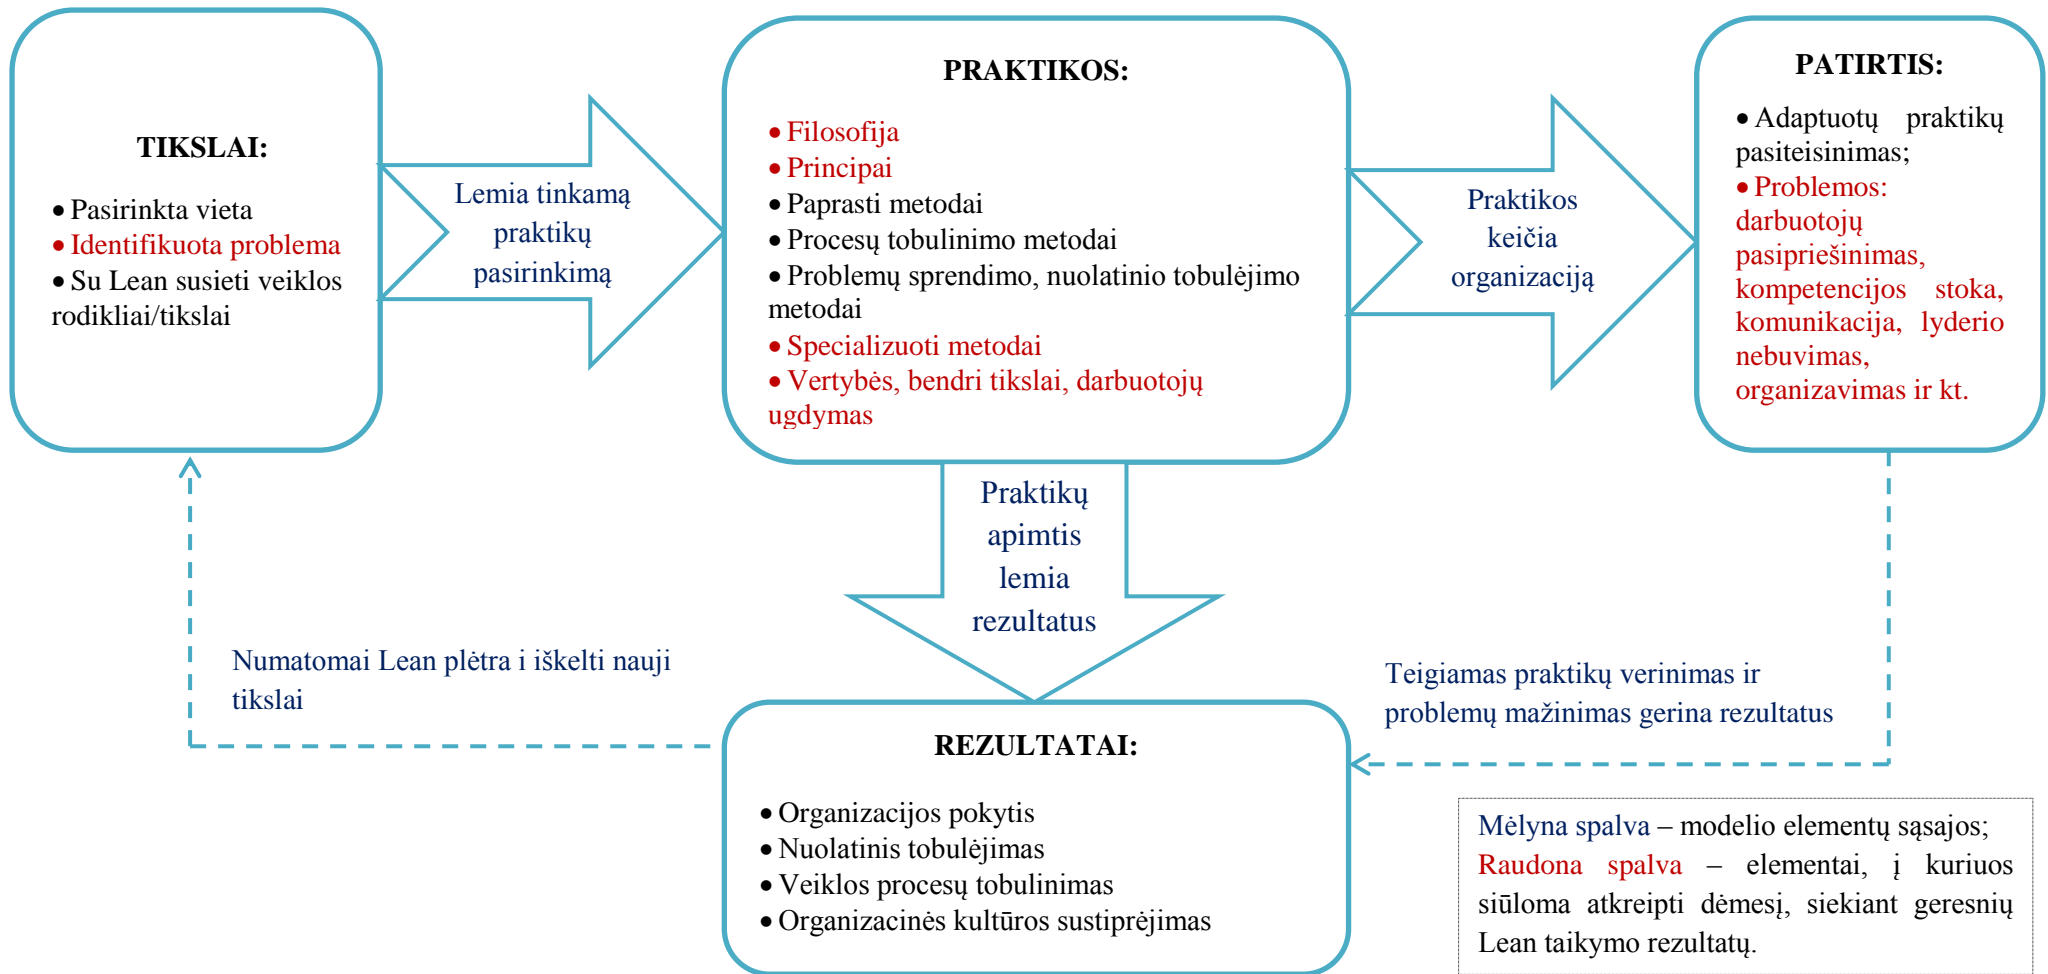 TIKSLAI:
• Pasirinkta vieta
• Identifikuota problema
• Su Lean susieti veiklos
rodikliai/tikslai
Lemia tinkamą
praktikų
pasirinkimą
PRAKTIKOS:
• Filosofija
• Principai
• Paprasti metodai
• Procesų tobulinimo metodai
• Problemų sprendimo, nuolatinio tobulėjimo
metodai
• Specializuoti metodai
• Vertybės, bendri tikslai, darbuotojų
ugdymas
Praktikos
keičia
organizaciją
PATIRTIS:
• Adaptuotų praktikų
pasiteisinimas;
• Problemos:
darbuotojų
pasipriešinimas,
kompetencijos stoka,
komunikacija, lyderio
nebuvimas,
organizavimas ir kt.
Praktikų
apimtis
lemia
rezultatus
Numatomai Lean plėtra i iškelti nauji
tikslai
Teigiamas praktikų verinimas ir
problemų mažinimas gerina rezultatus
REZULTATAI:
• Organizacijos pokytis
• Nuolatinis tobulėjimas
• Veiklos procesų tobulinimas
• Organizacinės kultūros sustiprėjimas
Mėlyna spalva – modelio elementų sąsajos;
Raudona spalva – elementai, į kuriuos
siūloma atkreipti dėmesį, siekiant geresnių
Lean taikymo rezultatų.